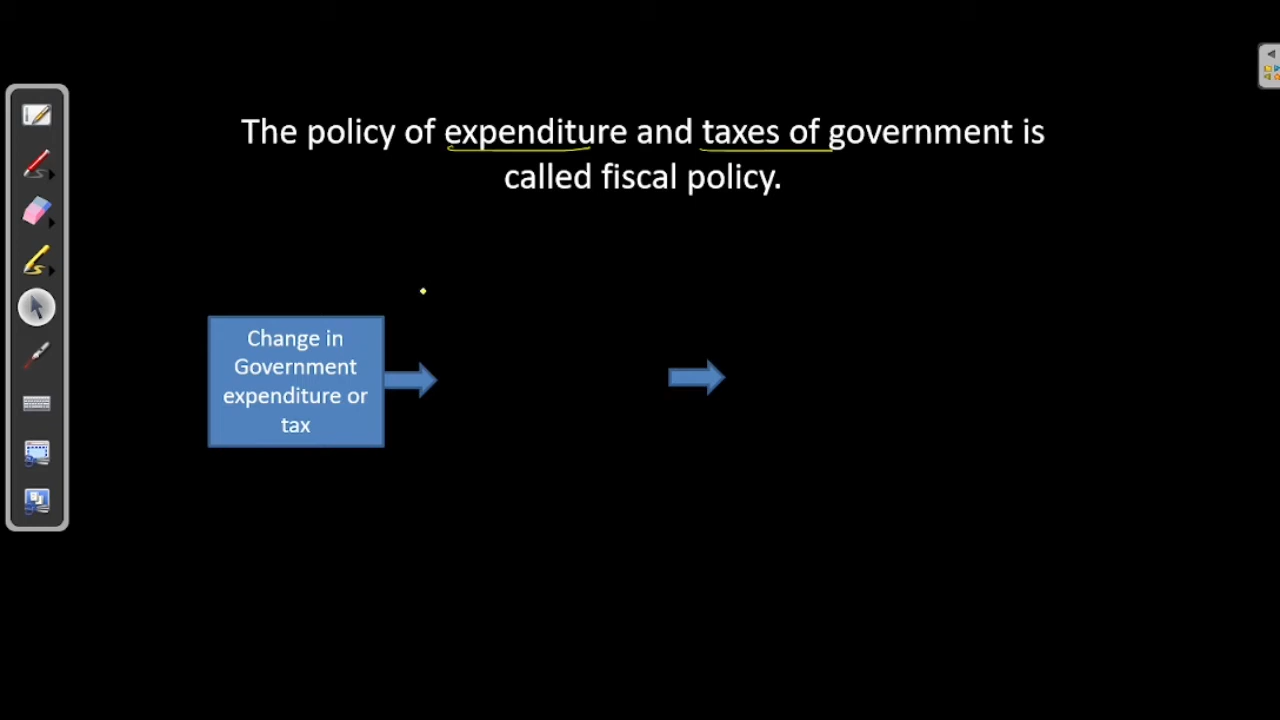 The policy of expenditure and taxes of government is
called fiscal policy.
Change in
Government
expenditure or
tax